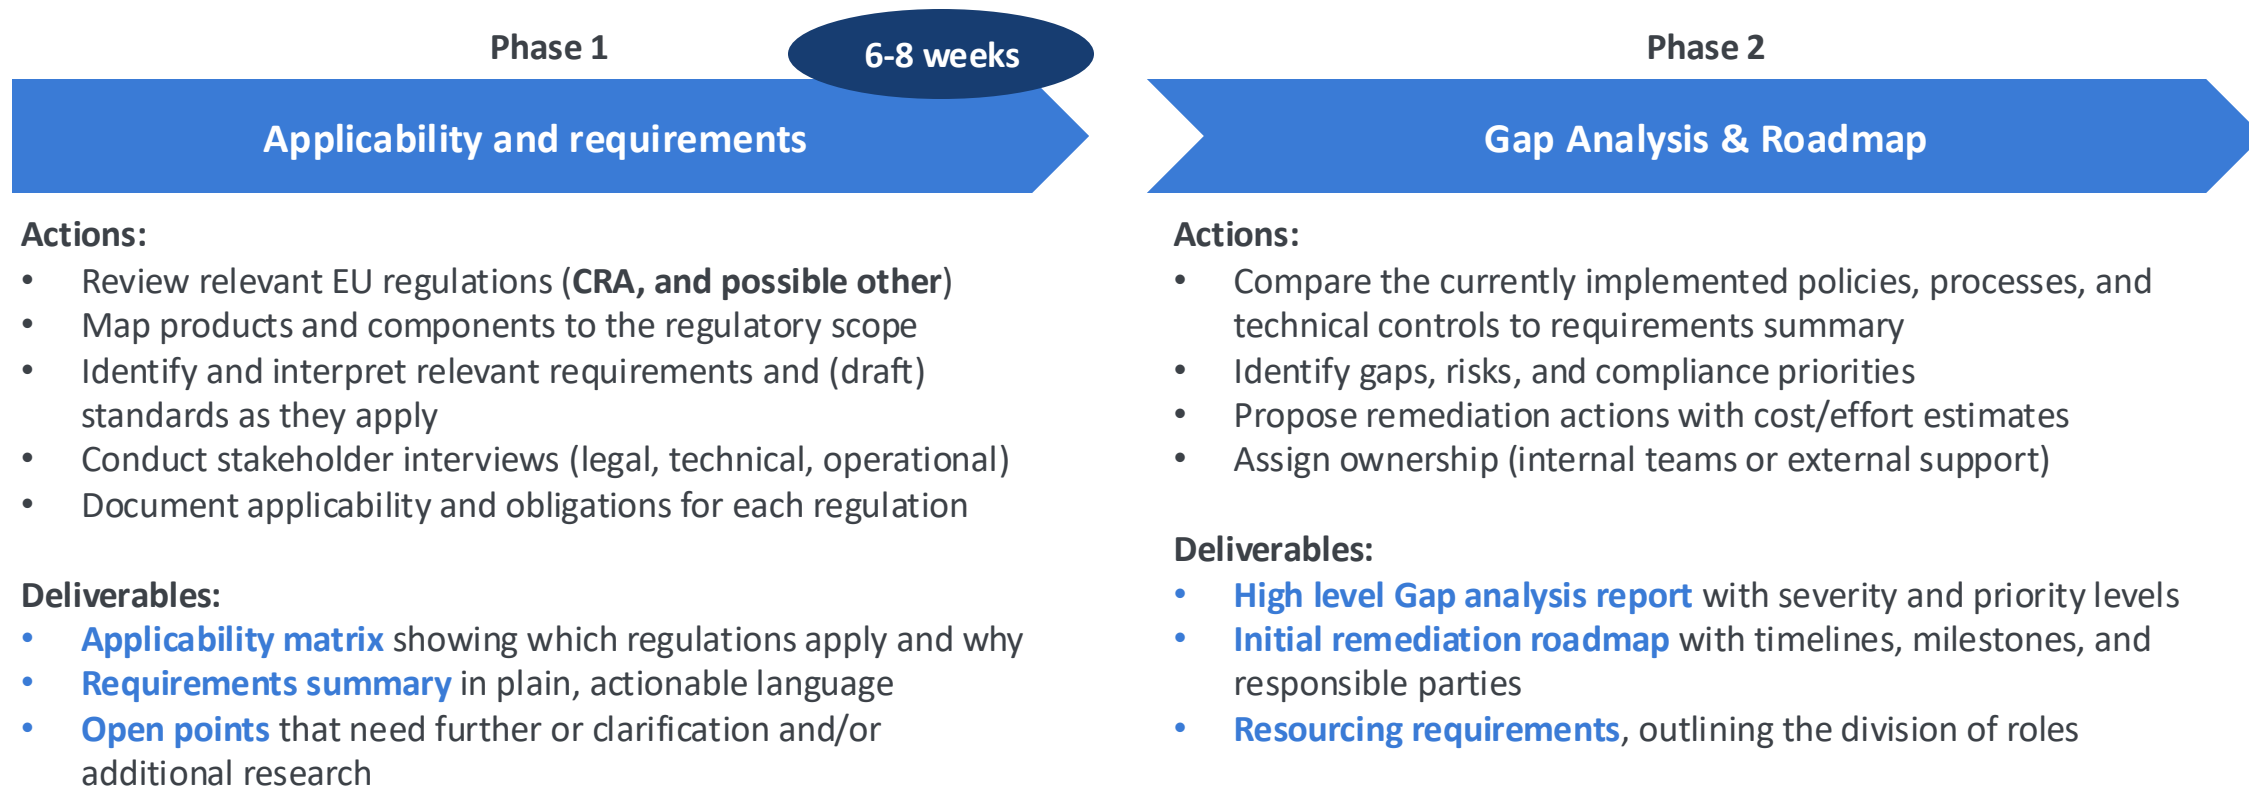 Phase 1
6-8 weeks
Applicability and requirements
Actions:
• Review relevant EU regulations (CRA, and possible other)
• Map products and components to the regulatory scope
• Identify and interpret relevant requirements and (draft)
standards as they apply
• Conduct stakeholder interviews (legal, technical, operational)
• Document applicability and obligations for each regulation
Deliverables:
• Applicability matrix showing which regulations apply and why
• Requirements summary in plain, actionable language
• Open points that need further or clarification and/or
additional research
Phase 2
Gap Analysis & Roadmap
Actions:
• Compare the currently implemented policies, processes, and
technical controls to requirements summary
• Identify gaps, risks, and compliance priorities
• Propose remediation actions with cost/effort estimates
• Assign ownership (internal teams or external support)
Deliverables:
• High level Gap analysis report with severity and priority levels
• Initial remediation roadmap with timelines, milestones, and
responsible parties
• Resourcing requirements, outlining the division of roles